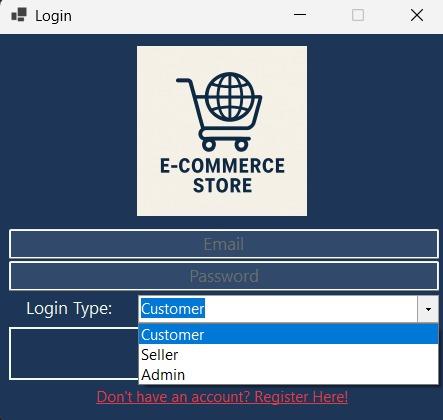 Login
E-COMMERCE
STORE
Email
Password
Login Type: Customer
Customer
Seller
Admin
Don't have an account? Register Here!